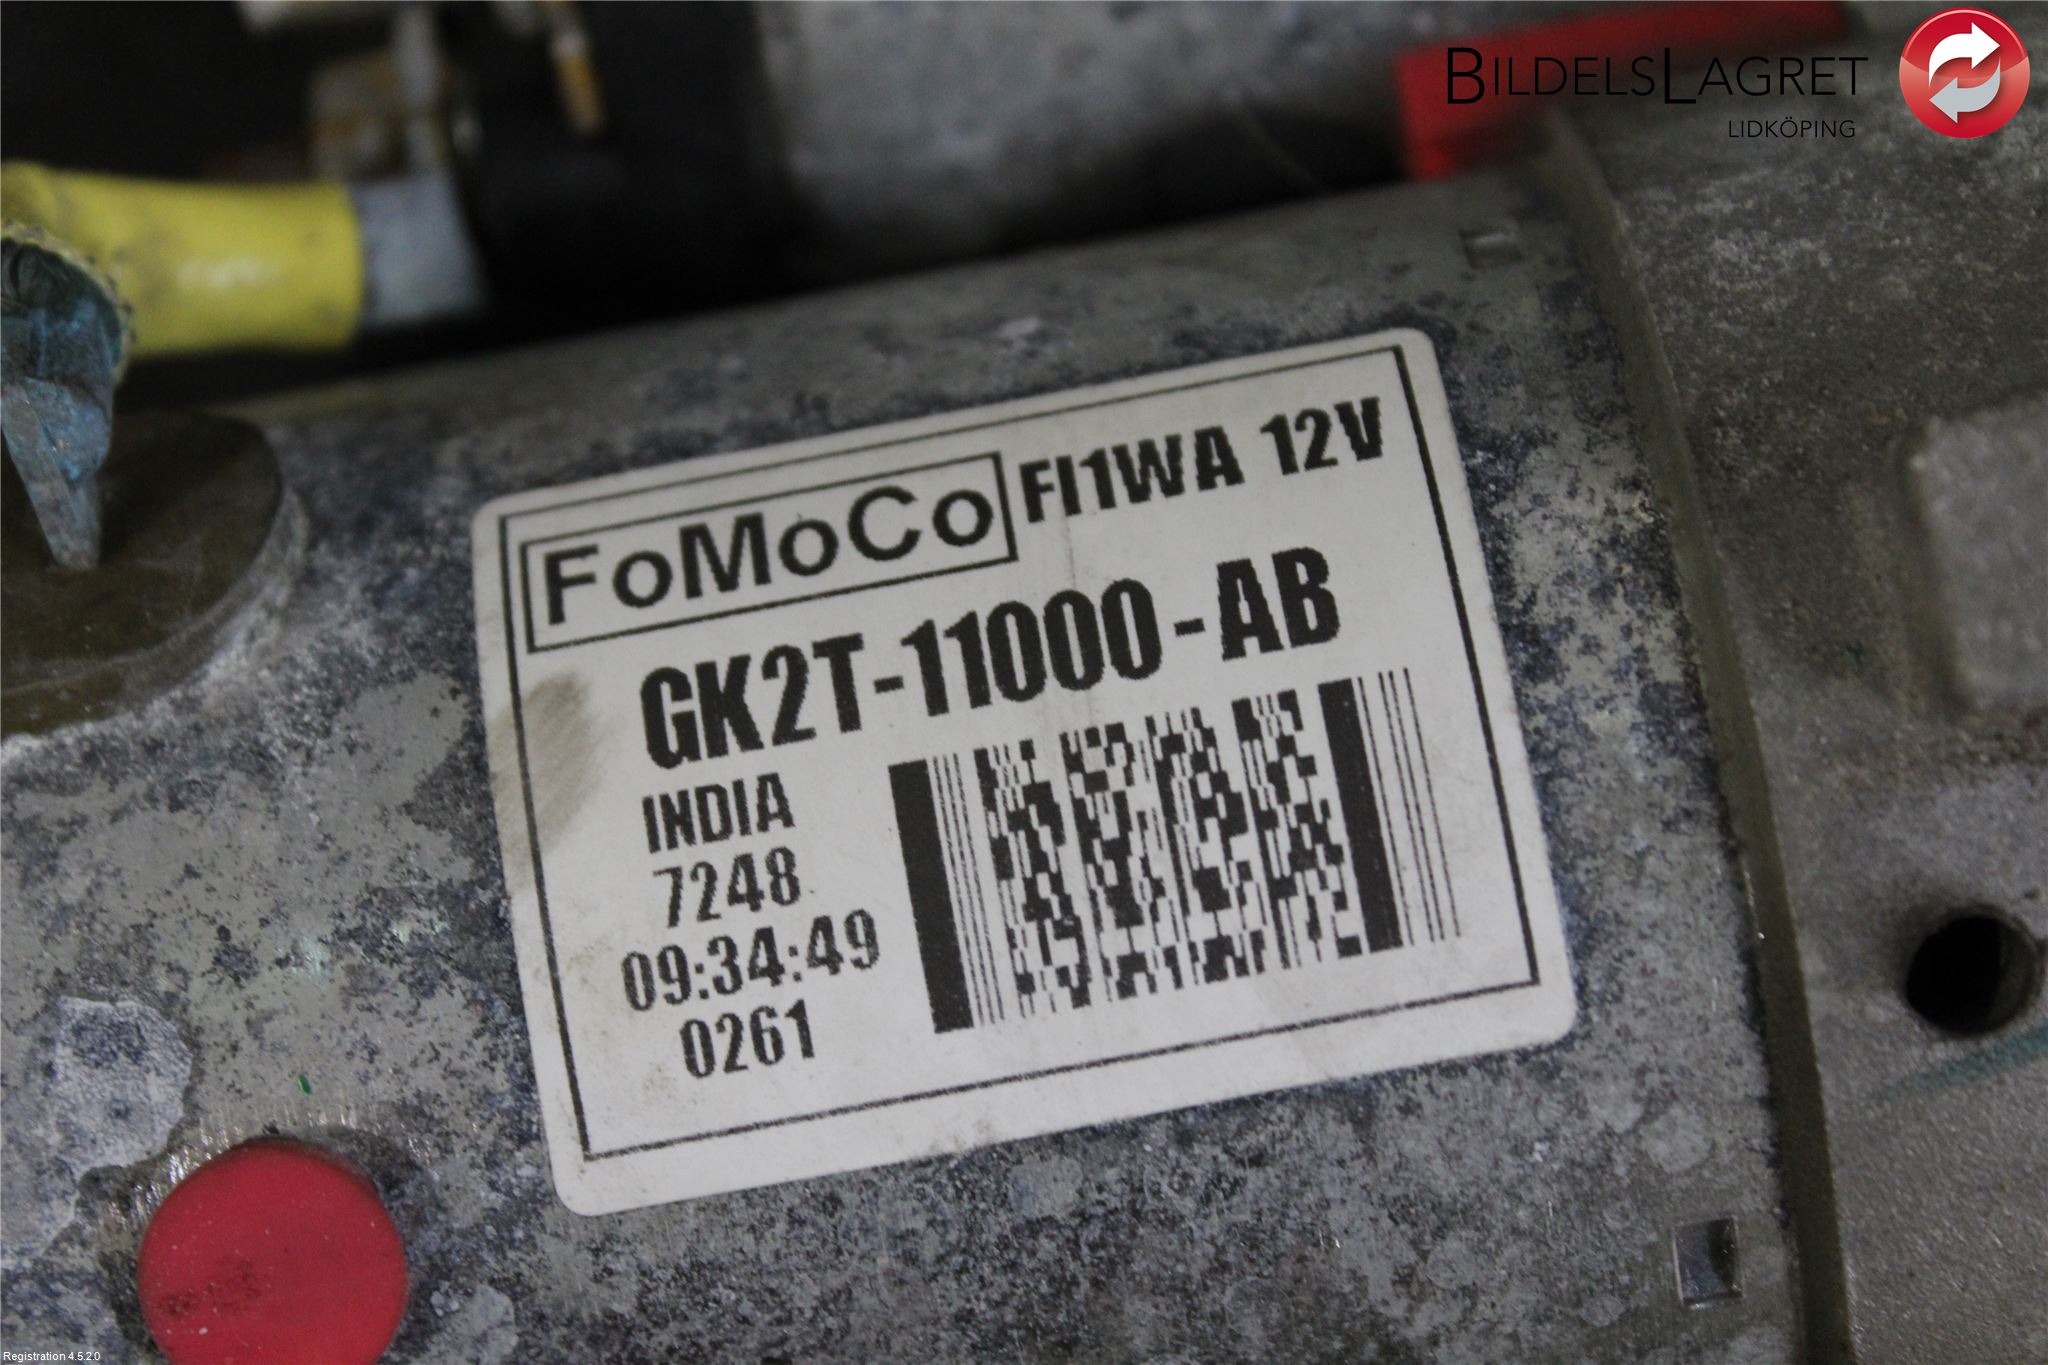 BILDELSLAGRET
LIDKÖPING
FoMoCo FI1WA 12V
GK2T-11000-AB
INDIA
7248
09:34:49
0261
Registration 4.5.2.0